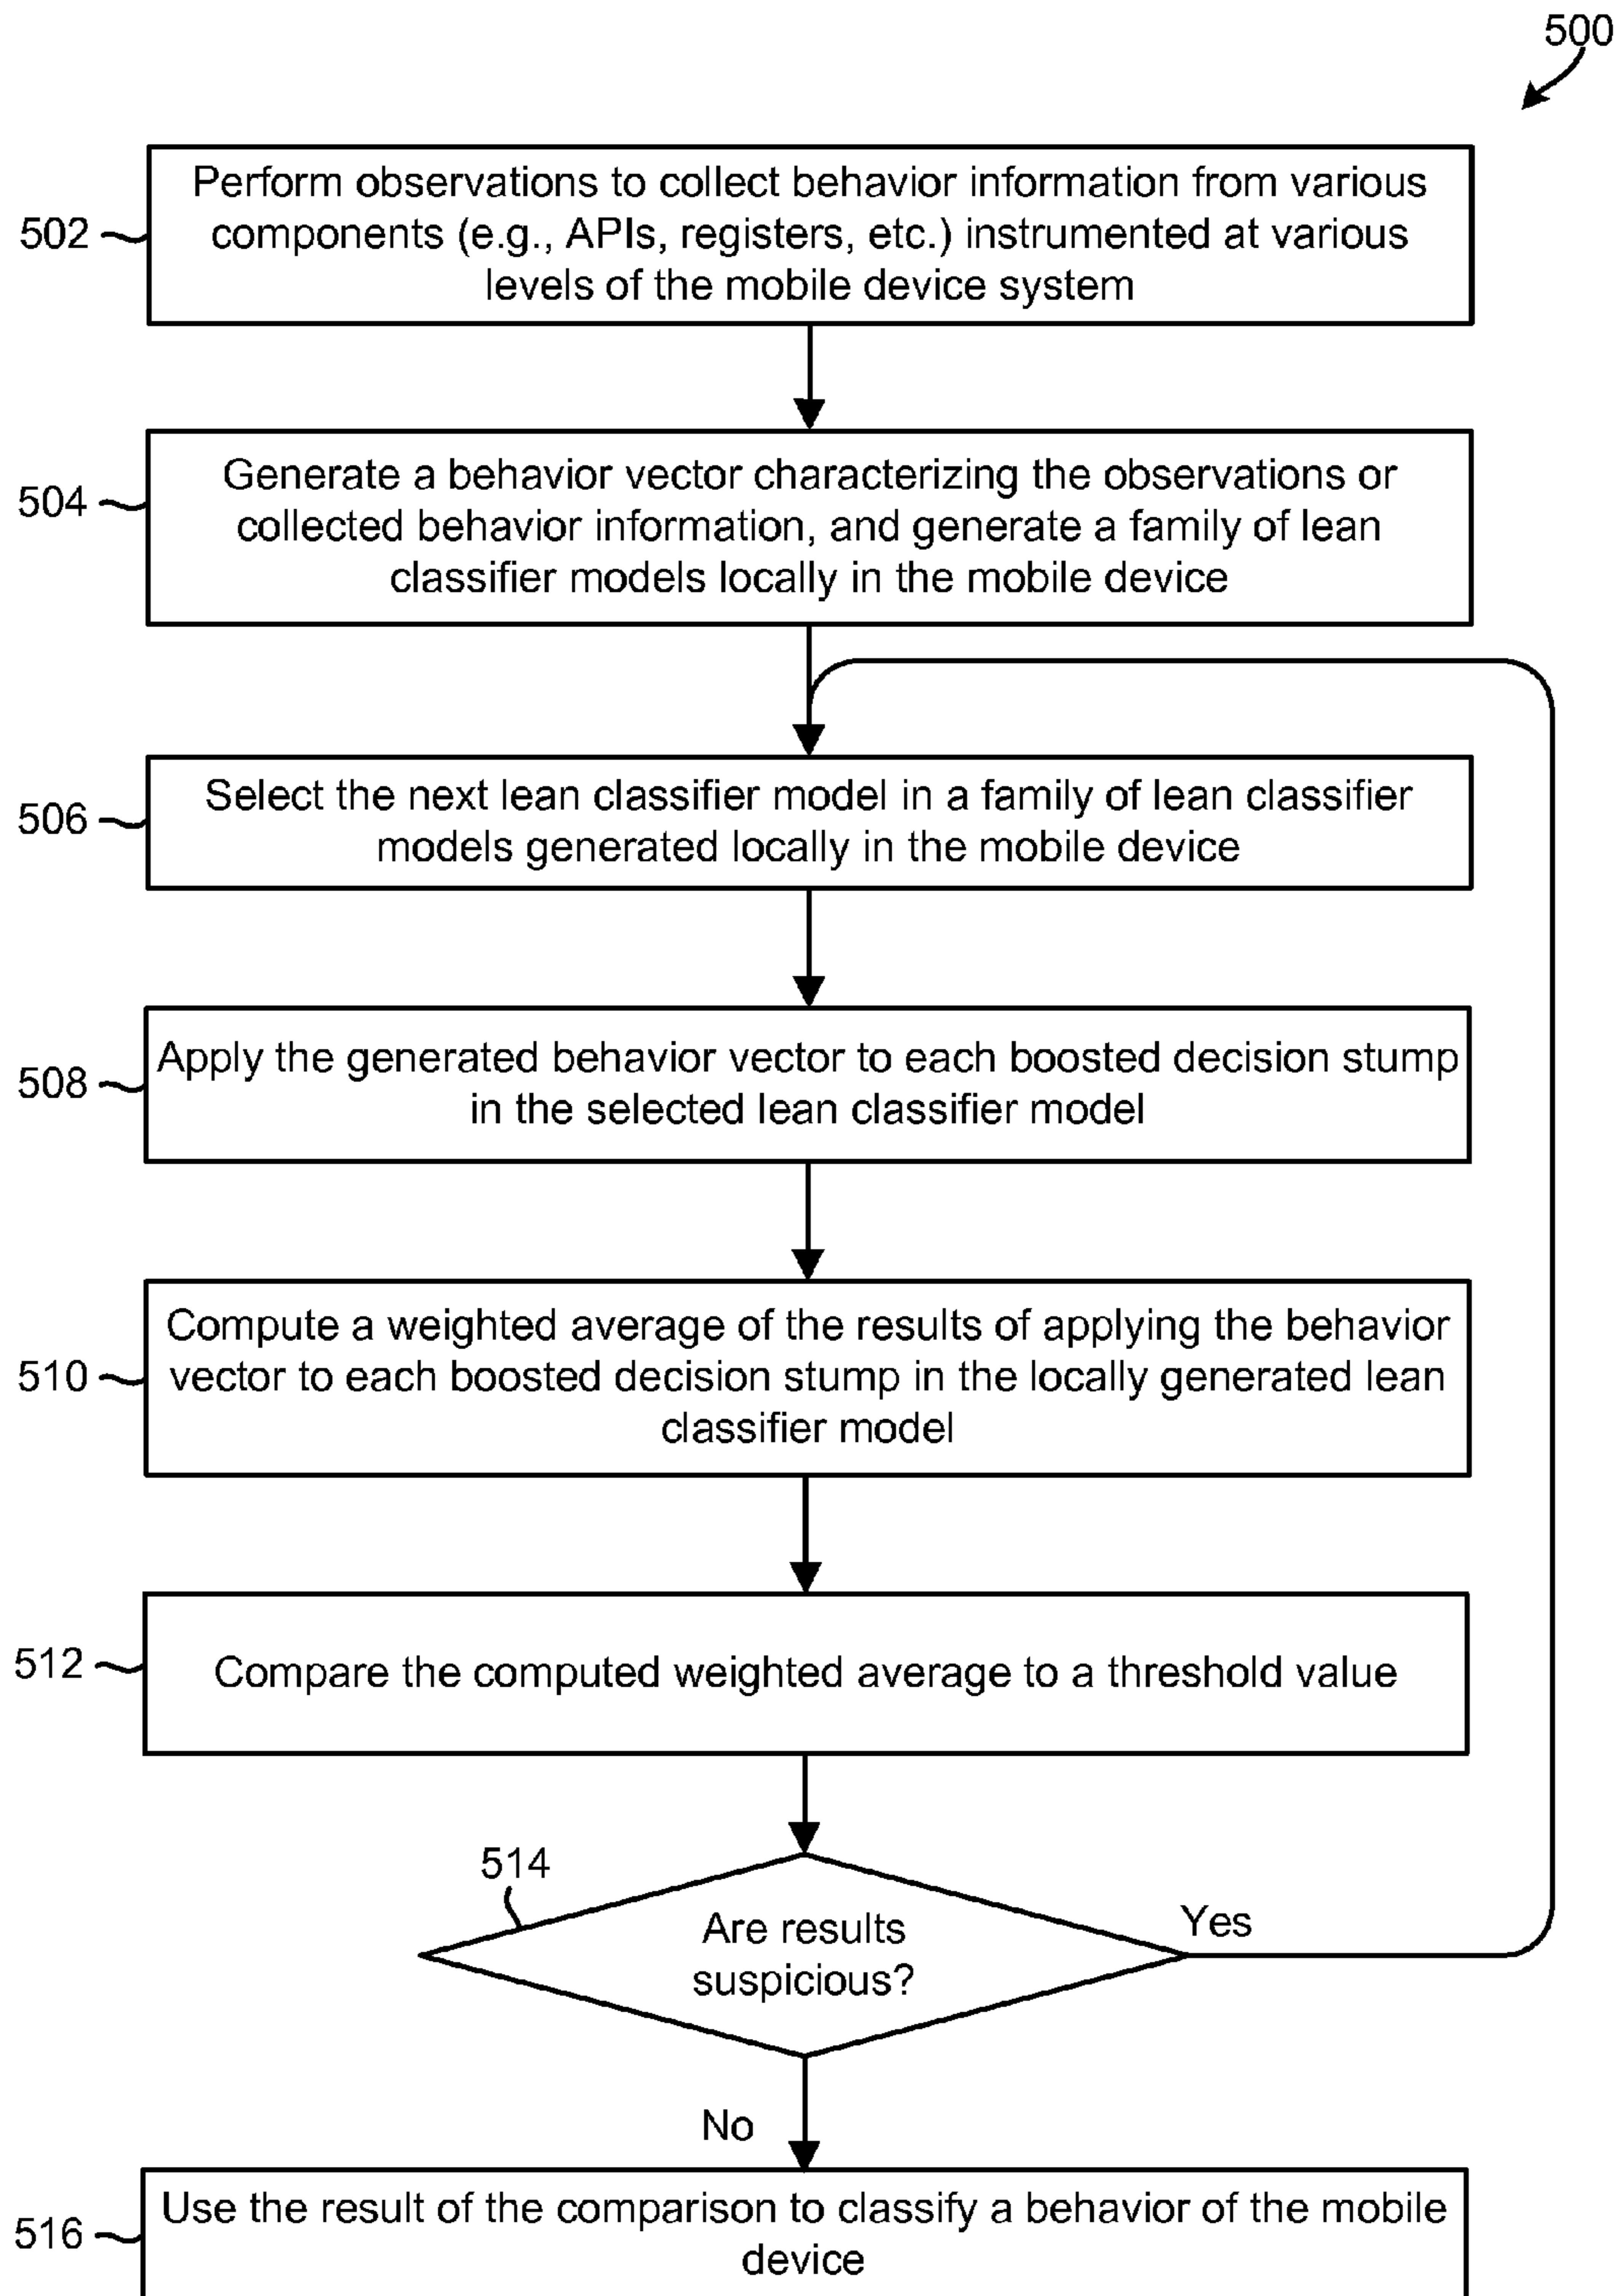 500
502
Perform observations to collect behavior information from various
components (e.g., APIs, registers, etc.) instrumented at various
levels of the mobile device system
504
Generate a behavior vector characterizing the observations or
collected behavior information, and generate a family of lean
classifier models locally in the mobile device
506
Select the next lean classifier model in a family of lean classifier
models generated locally in the mobile device
508
Apply the generated behavior vector to each boosted decision stump
in the selected lean classifier model
510
Compute a weighted average of the results of applying the behavior
vector to each boosted decision stump in the locally generated lean
classifier model
512
Compare the computed weighted average to a threshold value
514
Are results
suspicious?
Yes
No
516
Use the result of the comparison to classify a behavior of the mobile
device